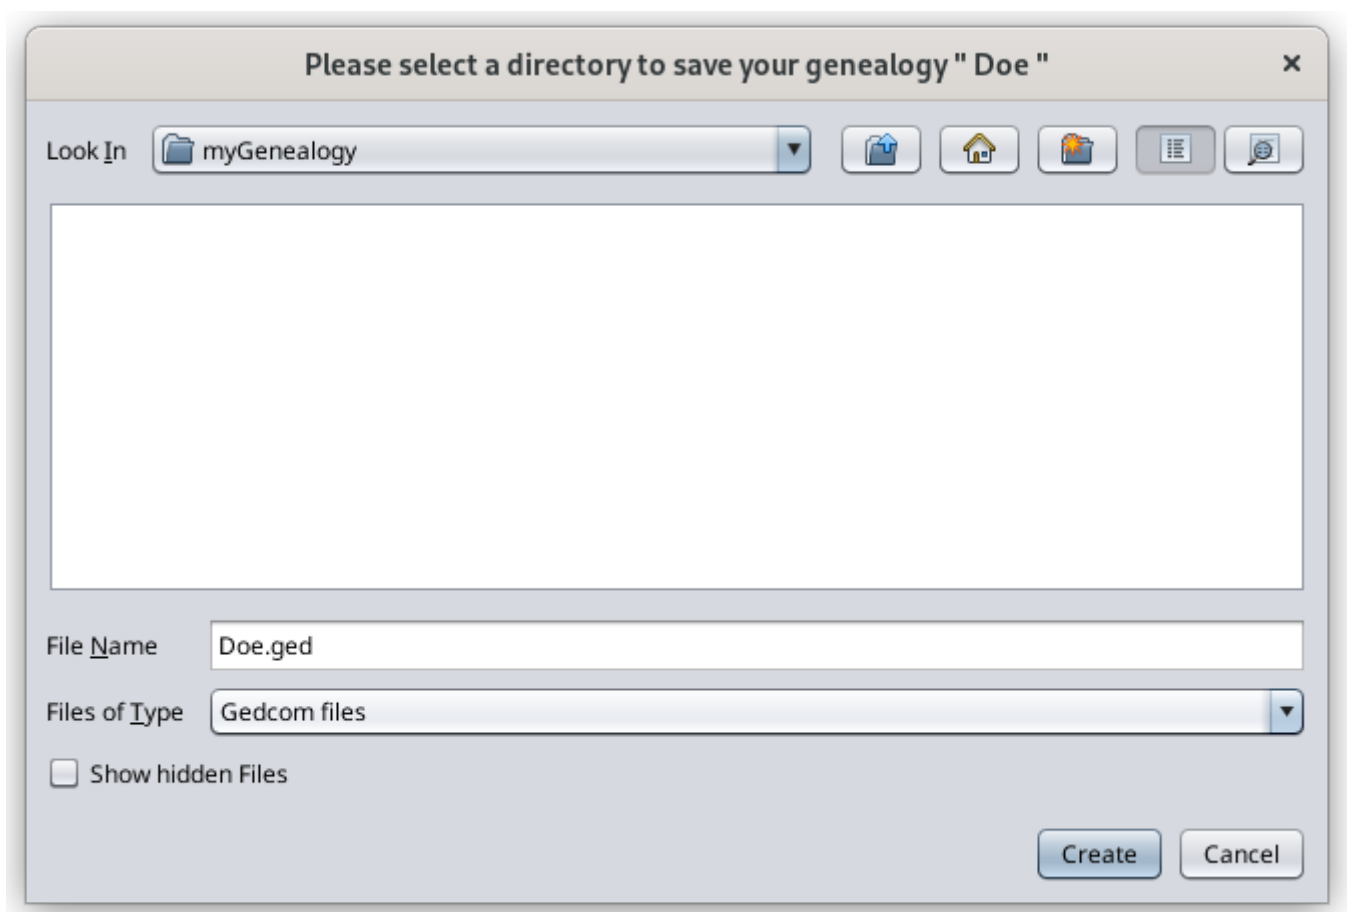 Please select a directory to save your genealogy " Doe "
Look In myGenealogy
File Name Doe.ged
Files of Type Gedcom files
Show hidden Files
Create Cancel